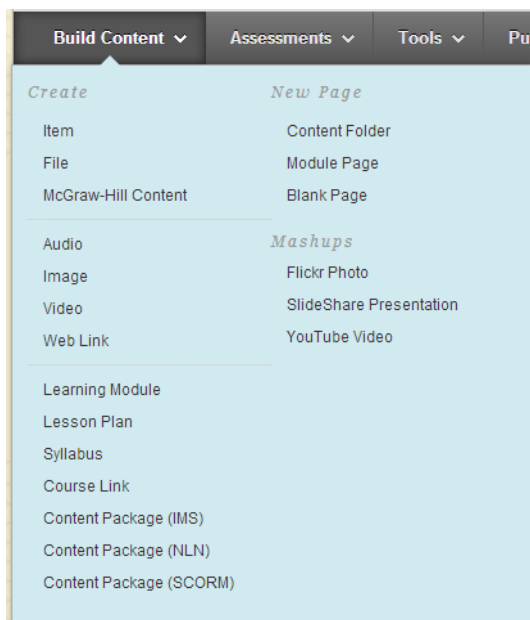 Build Content Assessments Tools Pu
Create
Item
File
McGraw-Hill Content
Audio
Image
Video
Web Link
Learning Module
Lesson Plan
Syllabus
Course Link
Content Package (IMS)
Content Package (NLN)
Content Package (SCORM)
New Page
Content Folder
Module Page
Blank Page
Mashups
Flickr Photo
SlideShare Presentation
YouTube Video